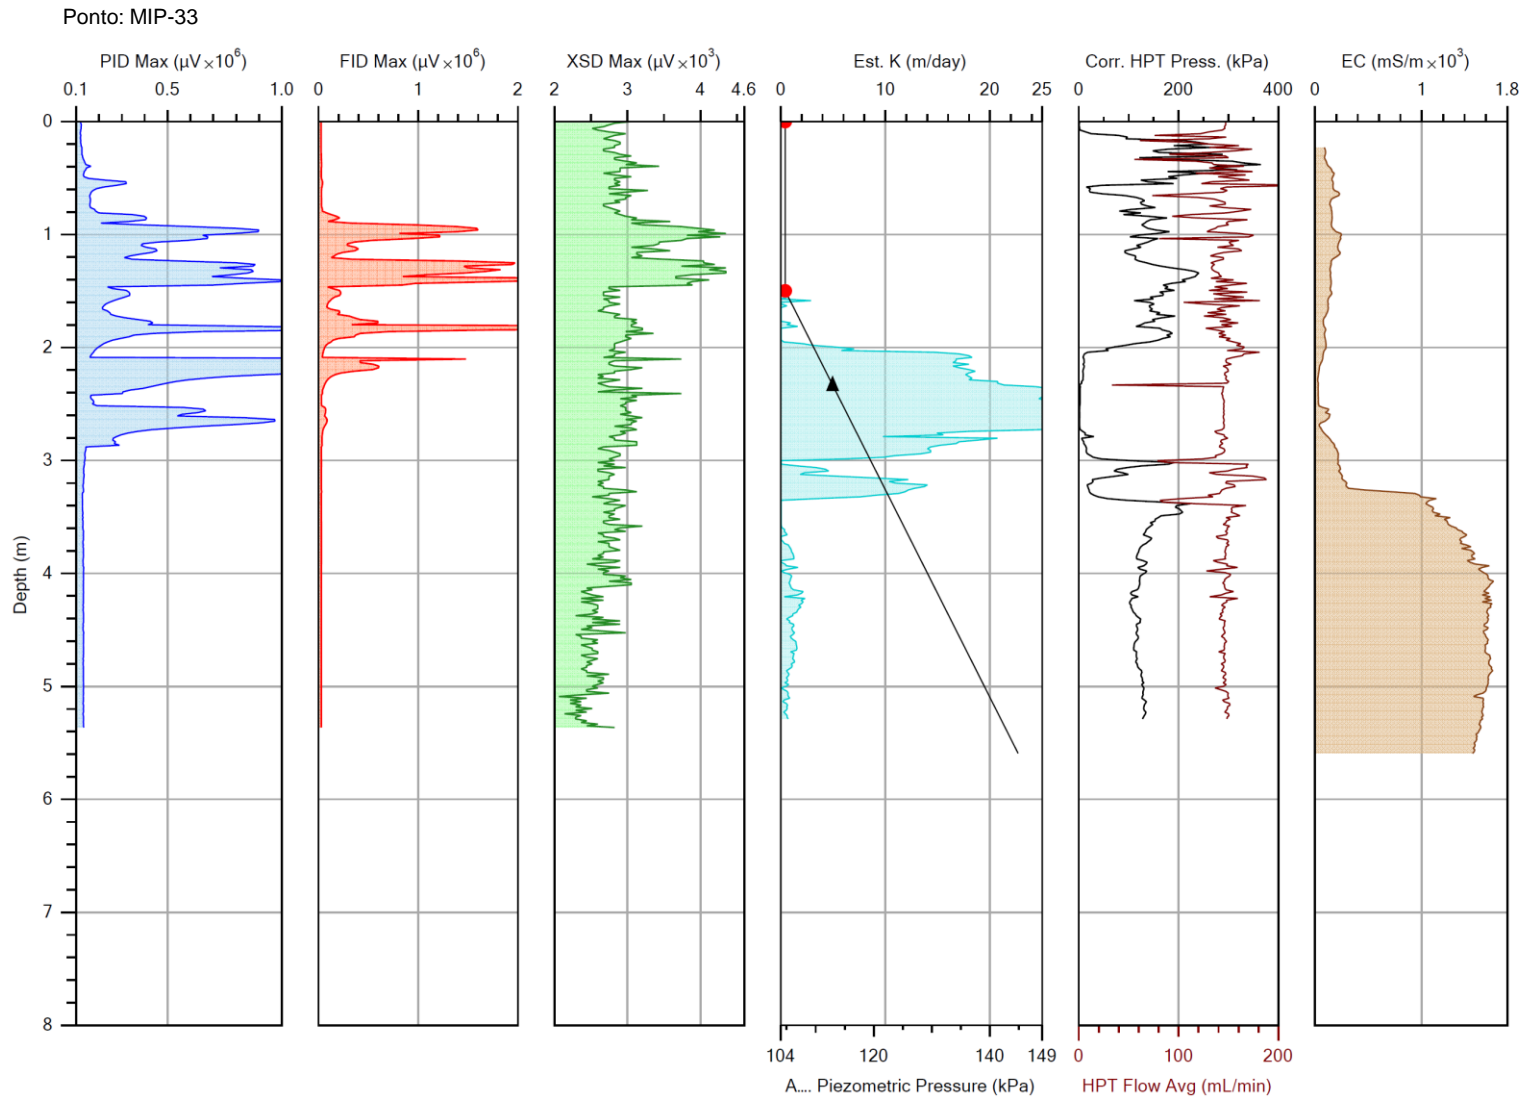 Ponto: MIP-33
PID Max (µV×10⁶)
FID Max (µV×10⁶)
XSD Max (µV×10³)
Est. K (m/day)
Corr. HPT Press. (kPa)
EC (mS/m×10³)
0.1 0.5 1.0
0 1 2
2 3 4 4.6
0 10 20 25
0 200 400
0 1 1.8
0
1
2
3
4
5
6
7
8
Depth (m)
104 120 140 149
0 100 200
A.... Piezometric Pressure (kPa)
HPT Flow Avg (mL/min)